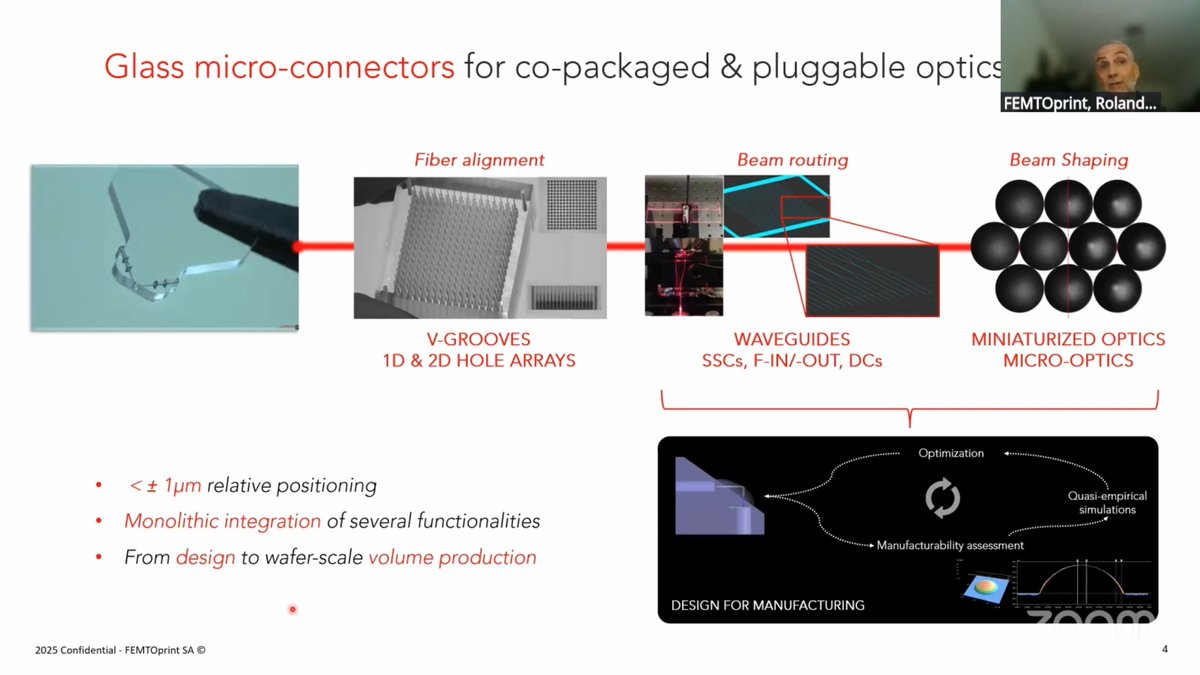 Glass micro-connectors for co-packaged & pluggable optics
FEMTOprint, Roland...
Fiber alignment
Beam routing
Beam Shaping
V-GROOVES
1D & 2D HOLE ARRAYS
WAVEGUIDES
SSCs, F-IN/-OUT, DCs
MINIATURIZED OPTICS
MICRO-OPTICS
• < ± 1µm relative positioning
• Monolithic integration of several functionalities
• From design to wafer-scale volume production
Optimization
Quasi-empirical
simulations
Manufacturability assessment
DESIGN FOR MANUFACTURING
zoom
2025 Confidential - FEMTOprint SA ©
4